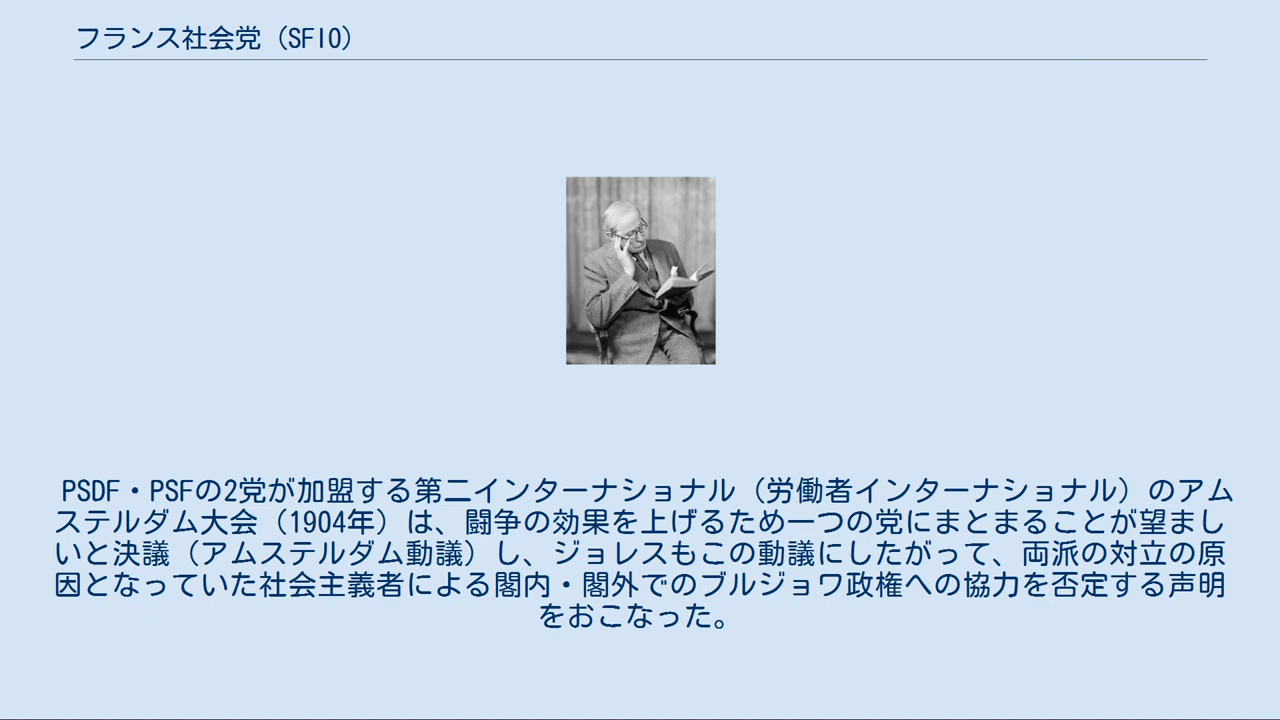 フランス社会党（SFIO）
PSDF・PSFの2党が加盟する第二インターナショナル（労働者インターナショナル）のアム
ステルダム大会（1904年）は、闘争の効果を上げるため一つの党にまとまることが望まし
いと決議（アムステルダム動議）し、ジョレスもこの動議にしたがって、両派の対立の原
因となっていた社会主義者による閣内・閣外でのブルジョワ政権への協力を否定する声明
をおこなった。